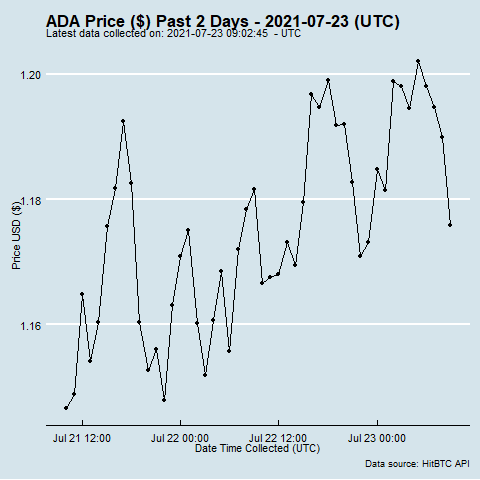 ADA Price ($) Past 2 Days - 2021-07-23 (UTC)
Latest data collected on: 2021-07-23 09:02:45 - UTC
1.20
1.18
1.16
Price USD ($)
Jul 21 12:00
Jul 22 00:00
Jul 22 12:00
Jul 23 00:00
Date Time Collected (UTC)
Data source: HitBTC API